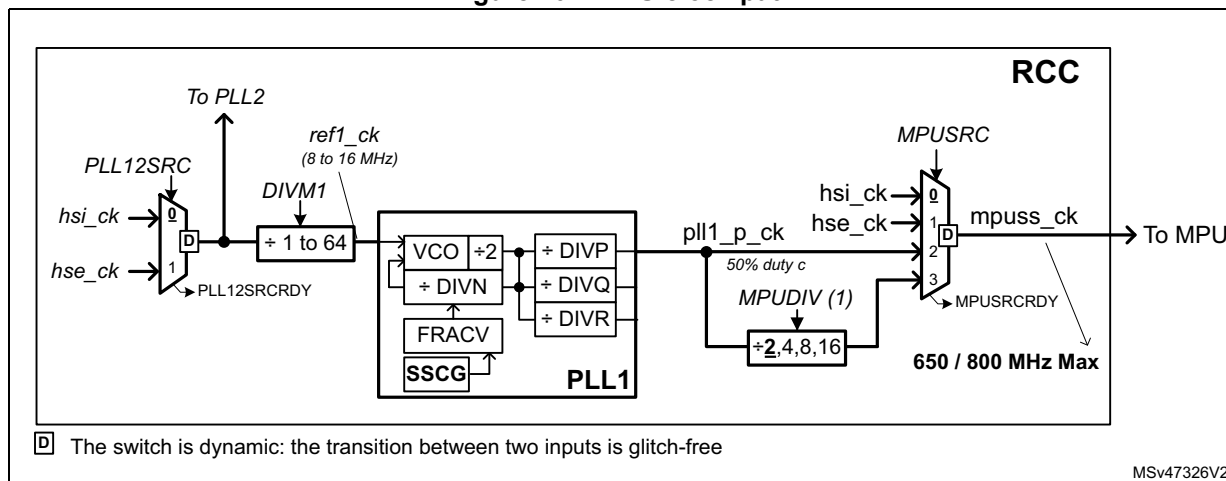 RCC
To PLL2
ref1_ck
(8 to 16 MHz)
PLL12SRC
MPUSRC
DIVM1
hsi_ck
0
D
÷ 1 to 64
hse_ck
1
PLL12SRCRDY
VCO ÷2
÷ DIVN
FRACV
SSCG
÷ DIVP
÷ DIVQ
÷ DIVR
PLL1
pll1_p_ck
50% duty c
MPUDIV (1)
÷2,4,8,16
hsi_ck
hse_ck
0
1
2
3
D
mpuss_ck
To MPU
MPUSRCRDY
650 / 800 MHz Max
D The switch is dynamic: the transition between two inputs is glitch-free
MSv47326V2